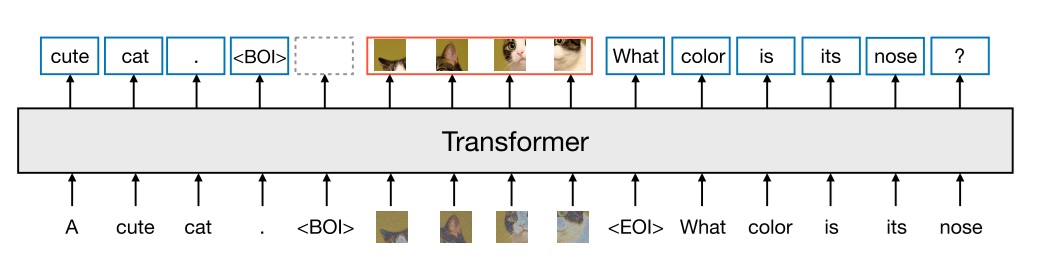 cute cat . <BOI> What color is its nose ?
Transformer
A cute cat . <BOI> <EOI> What color is its nose